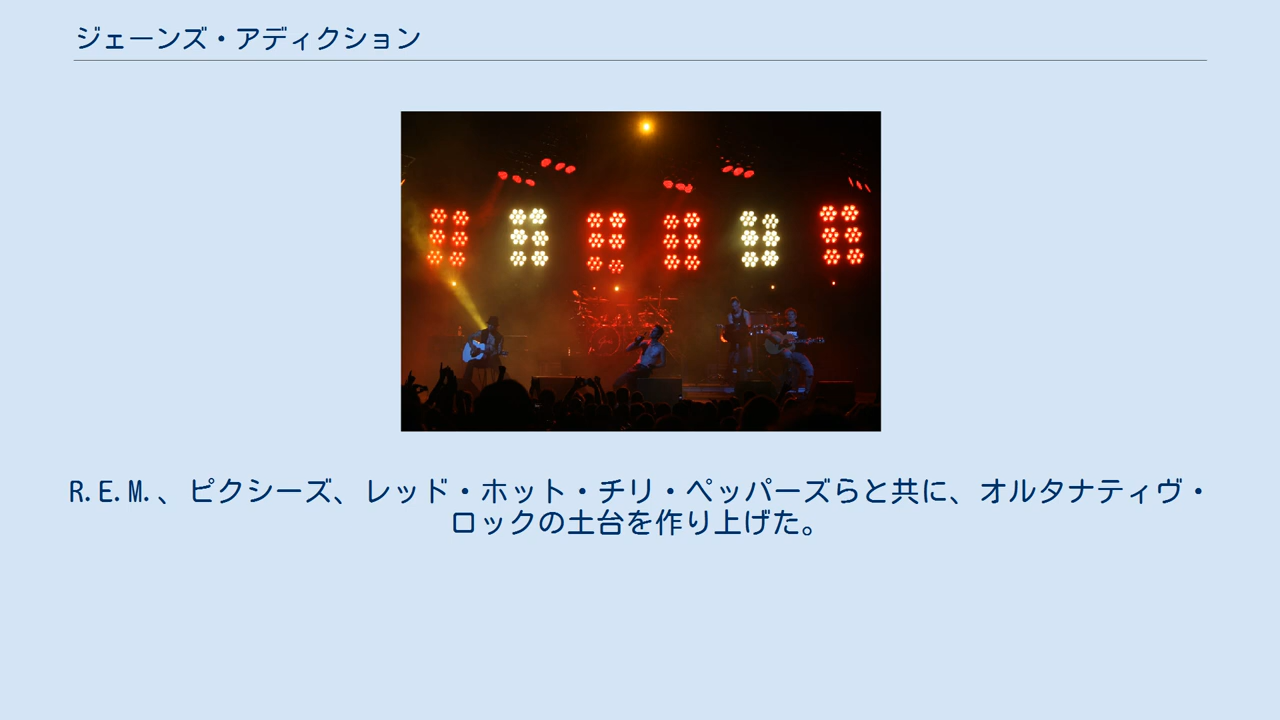 ジェーンズ・アディクション
R.E.M.、ピクシーズ、レッド・ホット・チリ・ペッパーズらと共に、オルタナティヴ・
ロックの土台を作り上げた。